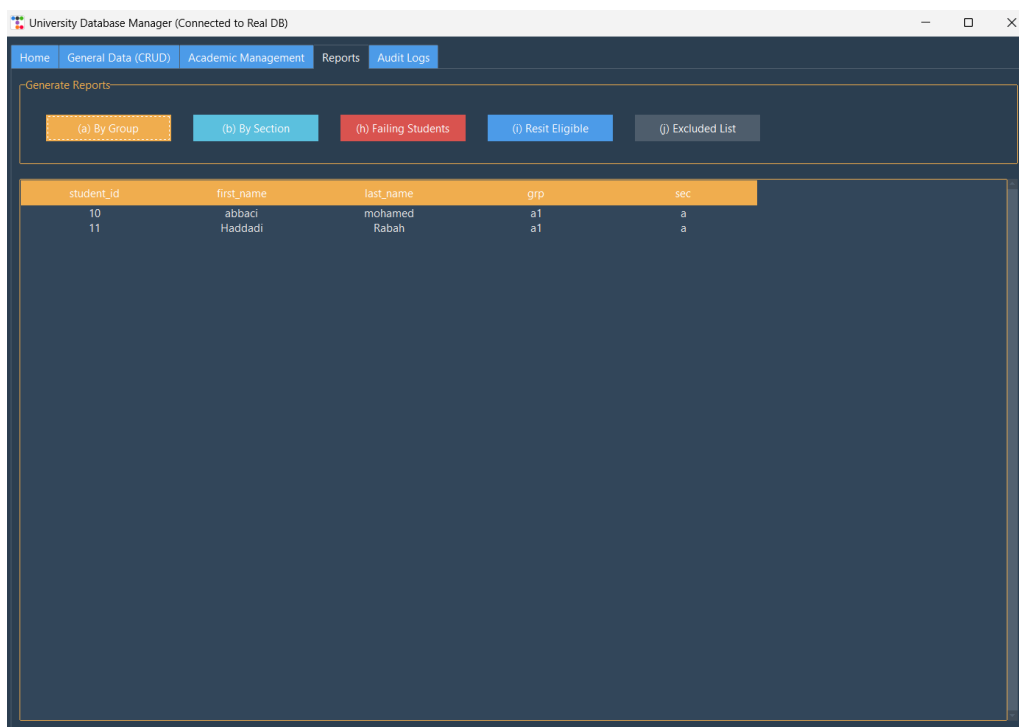 University Database Manager (Connected to Real DB)
Home General Data (CRUD) Academic Management Reports Audit Logs
Generate Reports
(a) By Group (b) By Section (h) Failing Students (i) Resit Eligible (j) Excluded List
student_id first_name last_name grp sec
10 abbaci mohamed a1 a
11 Haddadi Rabah a1 a